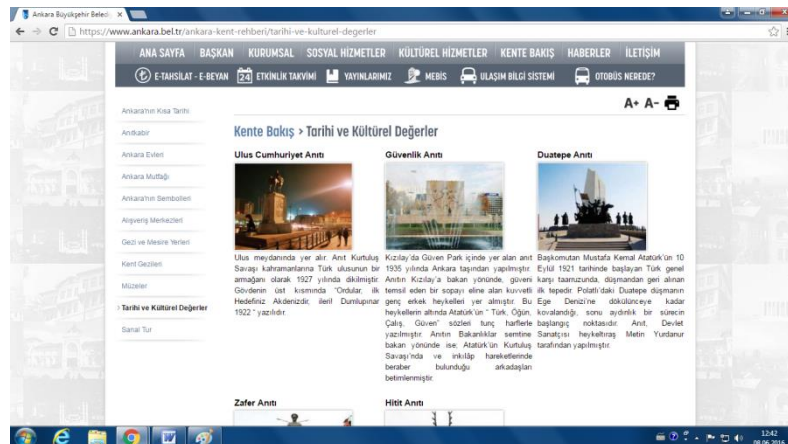 Ankara Büyükşehir Beledi
https://www.ankara.bel.tr/ankara-kent-rehberi/tarihi-ve-kulturel-degerler
ANA SAYFA BAŞKAN KURUMSAL SOSYAL HİZMETLER KÜLTÜREL HİZMETLER KENTE BAKIŞ HABERLER İLETİŞİM
E-TAHSİLAT - E-BEYAN 24 ETKİNLİK TAKVİMİ YAYINLARIMIZ MEBİS ULAŞIM BİLGİ SİSTEMİ OTOBÜS NEREDE?
A+ A-
Ankara'nın Kısa Tarihi
Anıtkabir
Ankara Evleri
Ankara Mutfağı
Ankara'nın Sembolleri
Alışveriş Merkezleri
Gezi ve Mesire Yerleri
Kent Gezileri
Müzeler
Tarihi ve Kültürel Değerler
Sanal Tur
Kente Bakış > Tarihi ve Kültürel Değerler
Ulus Cumhuriyet Anıtı
Ulus meydanında yer alır. Anıt Kurtuluş
Savaşı kahramanlarına Türk ulusunun bir
armağanı olarak 1927 yılında dikilmiştir.
Gövdenin üst kısmında "Ordular, ilk
Hedefiniz Akdenizdir, ileri! Dumlupınar
1922 " yazılıdır.
Güvenlik Anıtı
Kızılay'da Güven Park içinde yer alan anıt
1935 yılında Ankara taşından yapılmıştır.
Anıtın Kızılay'a bakan yönünde, güveni
temsil eden bir sopayı eline alan kuvvetli
genç erkek heykelleri yer almıştır. Bu
heykellerin altında Atatürk'ün " Türk, Öğün,
Çalış, Güven" sözleri tunç harflerle
yazılmıştır. Anıtın Bakanlıklar semtine
bakan yönünde ise; Atatürk'ün Kurtuluş
Savaşı'nda ve inkılâp hareketlerinde
beraber bulunduğu arkadaşları
betimlenmiştir.
Duatepe Anıtı
Başkomutan Mustafa Kemal Atatürk'ün 10
Eylül 1921 tarihinde başlayan Türk genel
karşı taarruzunda, düşmandan geri alınan
ilk tepedir. Polatlı'daki Duatepe düşmanın
Ege Denizi'ne dökülünceye kadar
kovalandığı, sonu aydınlık bir sürecin
başlangıç noktasıdır. Anıt, Devlet
Sanatçısı heykeltıraş Metin Yurdanur
tarafından yapılmıştır.
Zafer Anıtı
Hitit Anıtı
12:42
08.06.2016